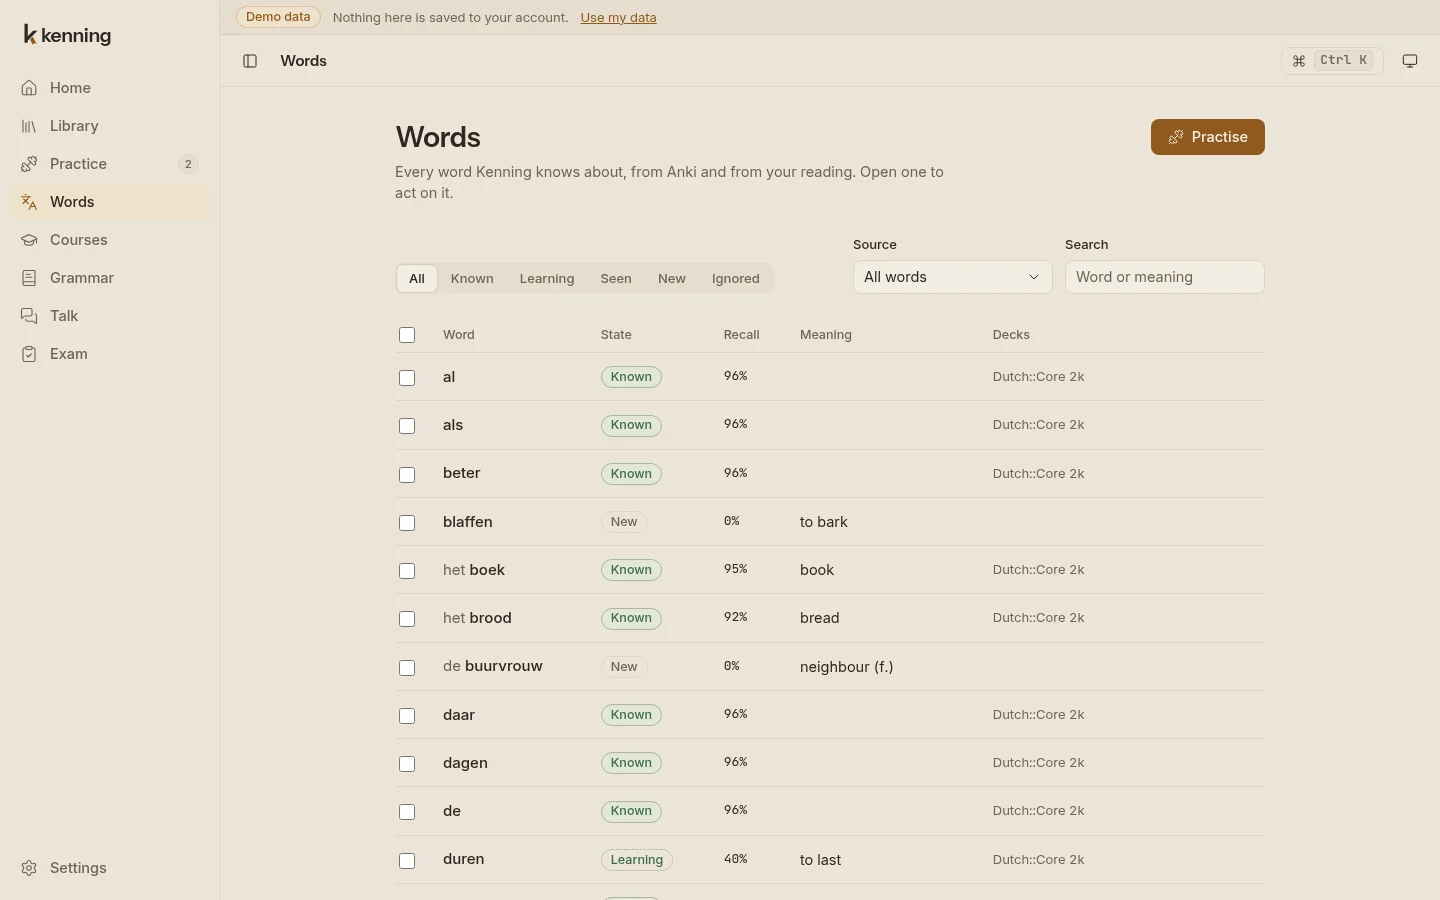 kenning
Home
Library
Practice 2
Words
Courses
Grammar
Talk
Exam
Settings
Demo data Nothing here is saved to your account. Use my data
Words Ctrl K
Words
Practise
Every word Kenning knows about, from Anki and from your reading. Open one to
act on it.
All Known Learning Seen New Ignored
Source
All words
Search
Word or meaning
Word State Recall Meaning Decks
al Known 96% Dutch::Core 2k
als Known 96% Dutch::Core 2k
beter Known 96% Dutch::Core 2k
blaffen New 0% to bark
het boek Known 95% book Dutch::Core 2k
het brood Known 92% bread Dutch::Core 2k
de buurvrouw New 0% neighbour (f.)
daar Known 96% Dutch::Core 2k
dagen Known 96% Dutch::Core 2k
de Known 96% Dutch::Core 2k
duren Learning 40% to last Dutch::Core 2k